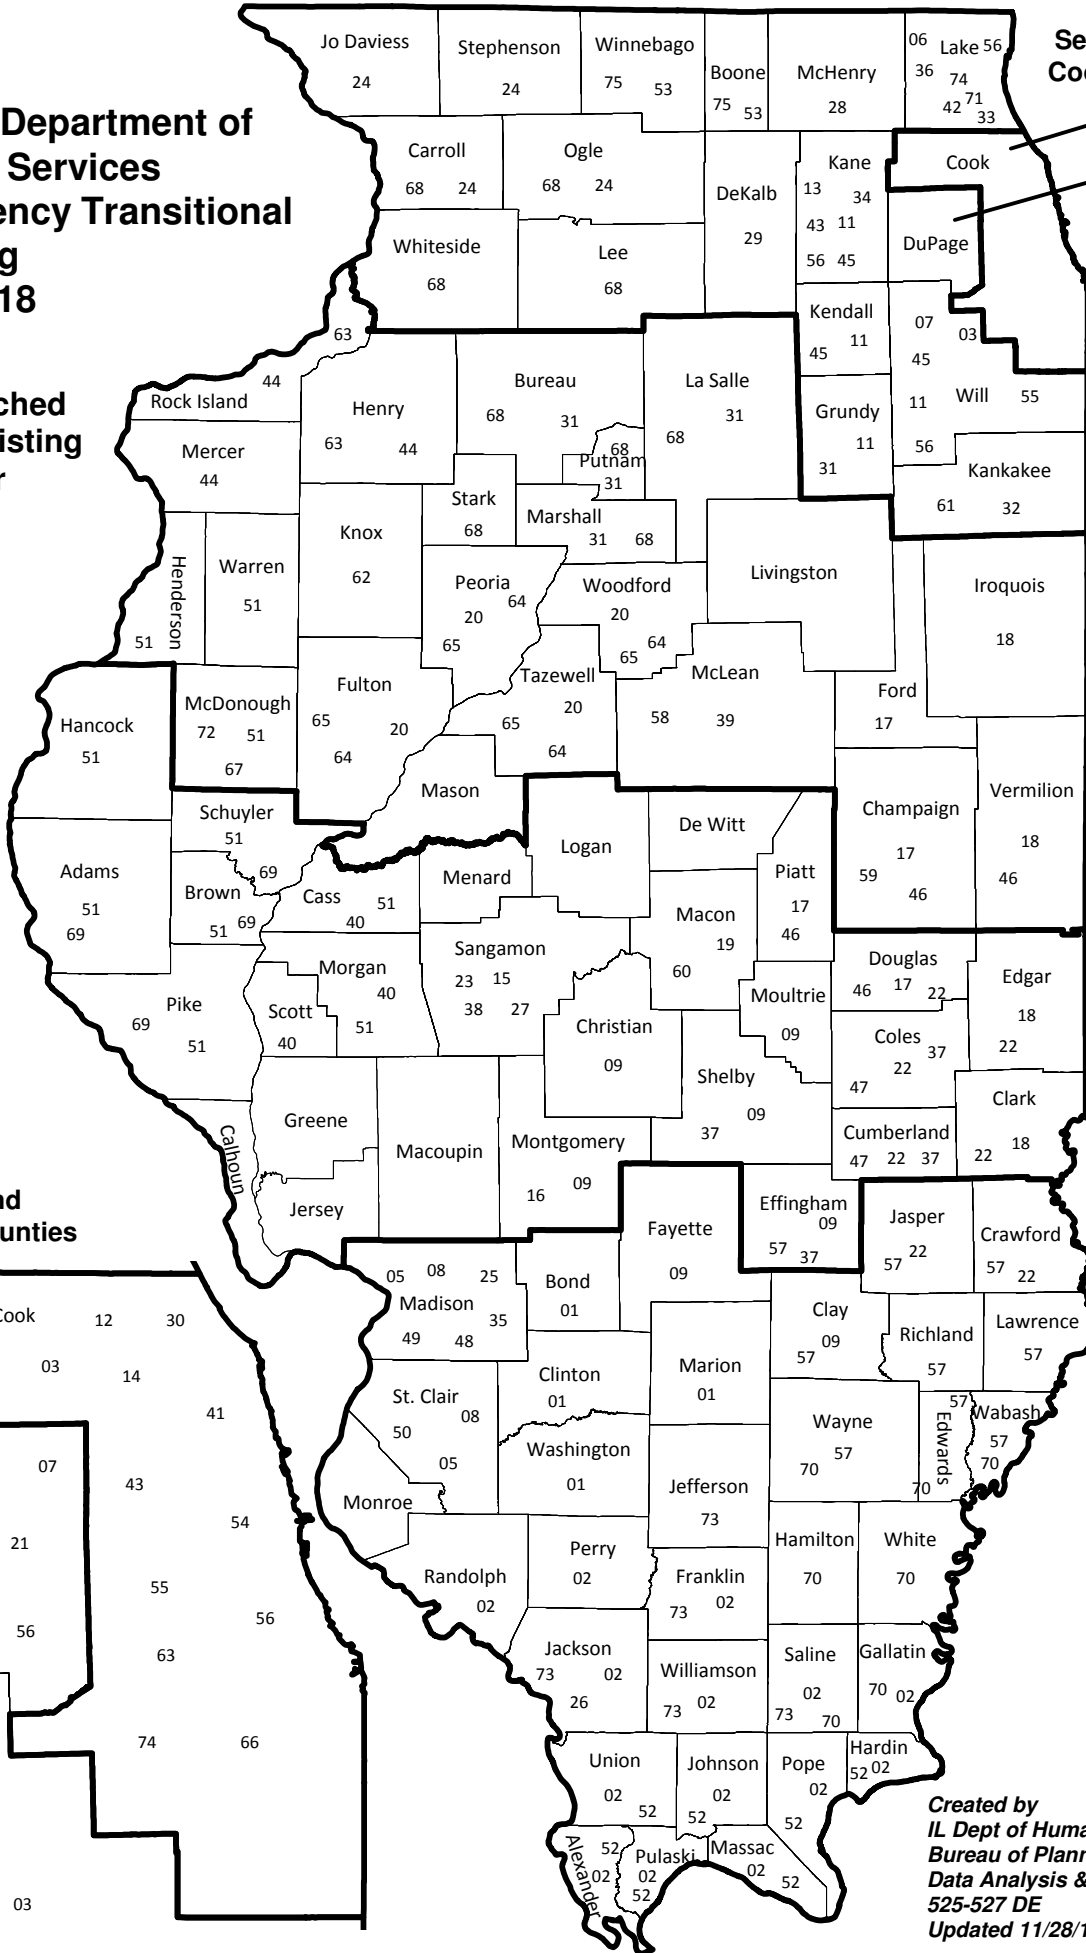 Department of
Services
ency Transitional
g
18
ched
isting
r
Se
Coo
Jo Daviess
24
Stephenson
24
Winnebago
75 53
Boone
75 53
McHenry
28
06 Lake 56
36 74
42 71
33
Carroll
68 24
Ogle
68 24
DeKalb
29
Kane
13 34
43 11
56 45
Cook
DuPage
Whiteside
68
Lee
68
Kendall
45 11
07
03
45
Will 55
11
56
63
44
Rock Island
Henry
63 44
Bureau
68 31
La Salle
31
68
Grundy
11
31
Kankakee
61 32
Mercer
44
68
Putnam
31
Stark
68
Marshall
31 68
Henderson
51
Warren
51
Knox
62
Peoria
64
20
65
Woodford
20
64
65
Livingston
Iroquois
18
Hancock
51
McDonough
72 51
67
Fulton
65 20
64
Tazewell
20
65
64
McLean
58 39
Ford
17
Mason
Schuyler
51
69
Logan
De Witt
Champaign
17
59
46
Vermilion
18
46
Adams
51
69
Brown
51 69
Cass
51
40
Menard
Piatt
17
46
Macon
19
60
Sangamon
23 15
38 27
Morgan
40
51
Scott
40
Pike
69
51
Christian
09
Moultrie
09
Douglas
46 17 22
Edgar
18
22
Coles
37
22
47
Shelby
09
37
Clark
18
22
Greene
Calhoun
Macoupin
Montgomery
09
16
Cumberland
47 22 37
Jersey
Fayette
09
Effingham
09
57 37
Jasper
22
57
Crawford
57 22
nd
unties
05 08 25
Madison 35
49 48
Bond
01
Clay
09
57
Richland
57
Lawrence
57
Cook 12 30
03
14
41
07
43
54
21
55
56
56
63
74 66
03
St. Clair
08
50
05
Clinton
01
Marion
01
Washington
01
Wayne
57
70
57
Edwards
70
Wabash
57
70
Monroe
Jefferson
73
Hamilton
70
White
70
Randolph
02
Perry
02
Franklin
02
73
Jackson
73 02
26
Williamson
73 02
Saline
02
73 70
Gallatin
70 02
Union
02
52
Johnson
02
52
Pope
02
52
Hardin
52 02
Alexander
52
02
Pulaski
02
52
Massac
02
52
Created by
IL Dept of Huma
Bureau of Plann
Data Analysis &
525-527 DE
Updated 11/28/1